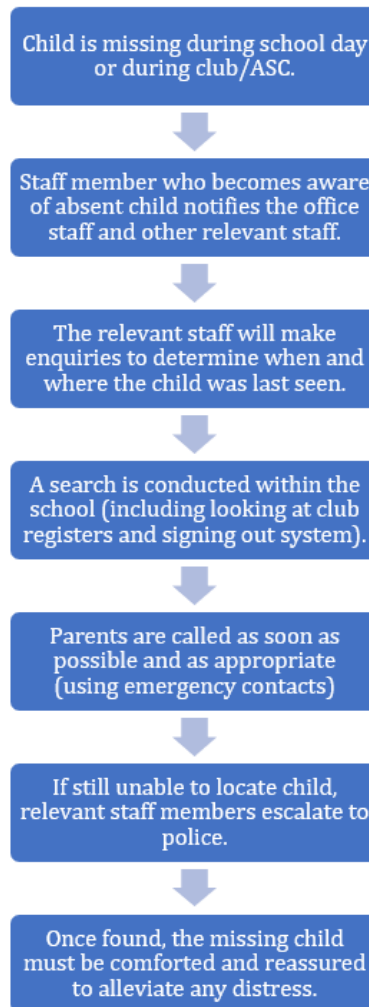 Child is missing during school day
or during club/ASC.
Staff member who becomes aware
of absent child notifies the office
staff and other relevant staff.
The relevant staff will make
enquiries to determine when and
where the child was last seen.
A search is conducted within the
school (including looking at club
registers and signing out system).
Parents are called as soon as
possible and as appropriate
(using emergency contacts)
If still unable to locate child,
relevant staff members escalate to
police.
Once found, the missing child
must be comforted and reassured
to alleviate any distress.